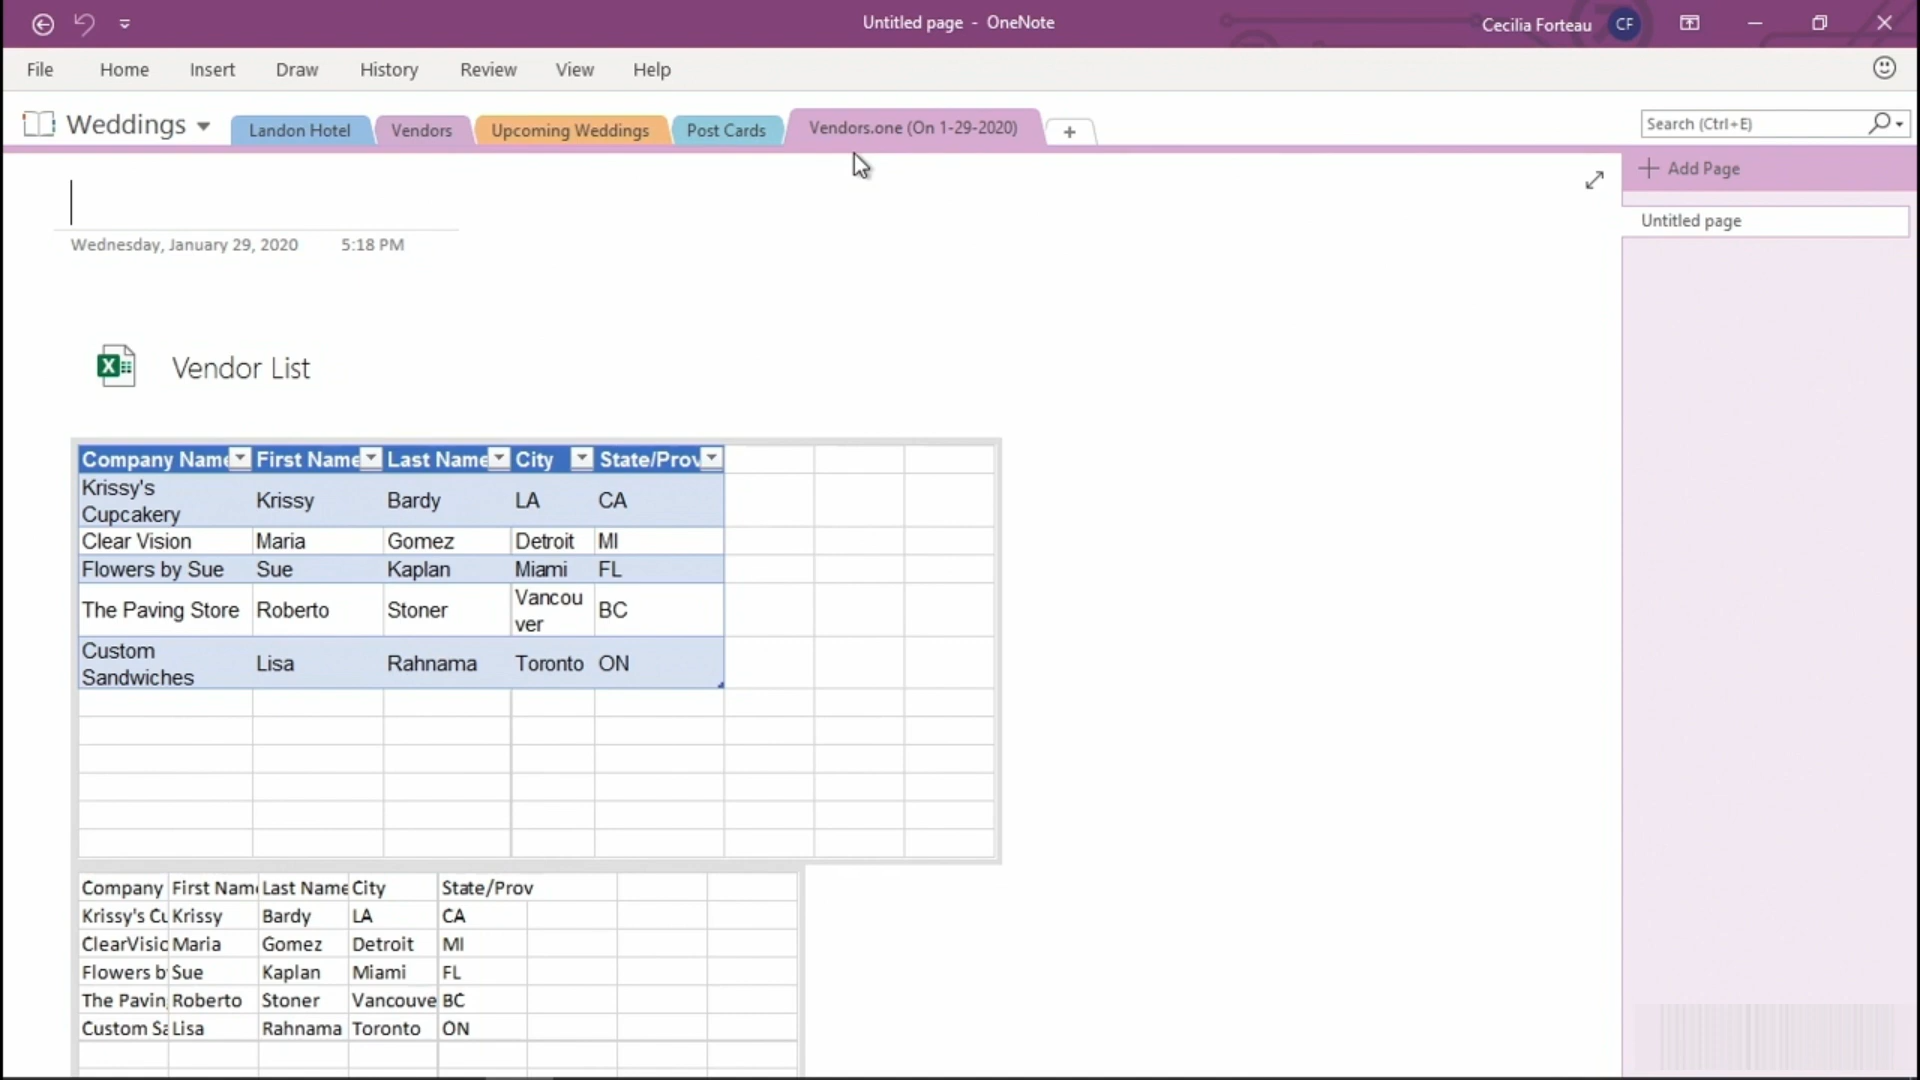 Untitled page - OneNote
Cecilia Forteau CF
File Home Insert Draw History Review View Help
Weddings Landon Hotel Vendors Upcoming Weddings Post Cards Vendors.one (On 1-29-2020) + Search (Ctrl+E)
Add Page
Untitled page
Wednesday, January 29, 2020 5:18 PM
Vendor List
Company Name First Name Last Name City State/Prov
Krissy's
Cupcakery Krissy Bardy LA CA
Clear Vision Maria Gomez Detroit MI
Flowers by Sue Sue Kaplan Miami FL
The Paving Store Roberto Stoner Vancou
ver BC
Custom
Sandwiches Lisa Rahnama Toronto ON
Company First Name Last Name City State/Prov
Krissy's Cu Krissy Bardy LA CA
ClearVisio Maria Gomez Detroit MI
Flowers b Sue Kaplan Miami FL
The Pavin Roberto Stoner Vancouve BC
Custom Sa Lisa Rahnama Toronto ON